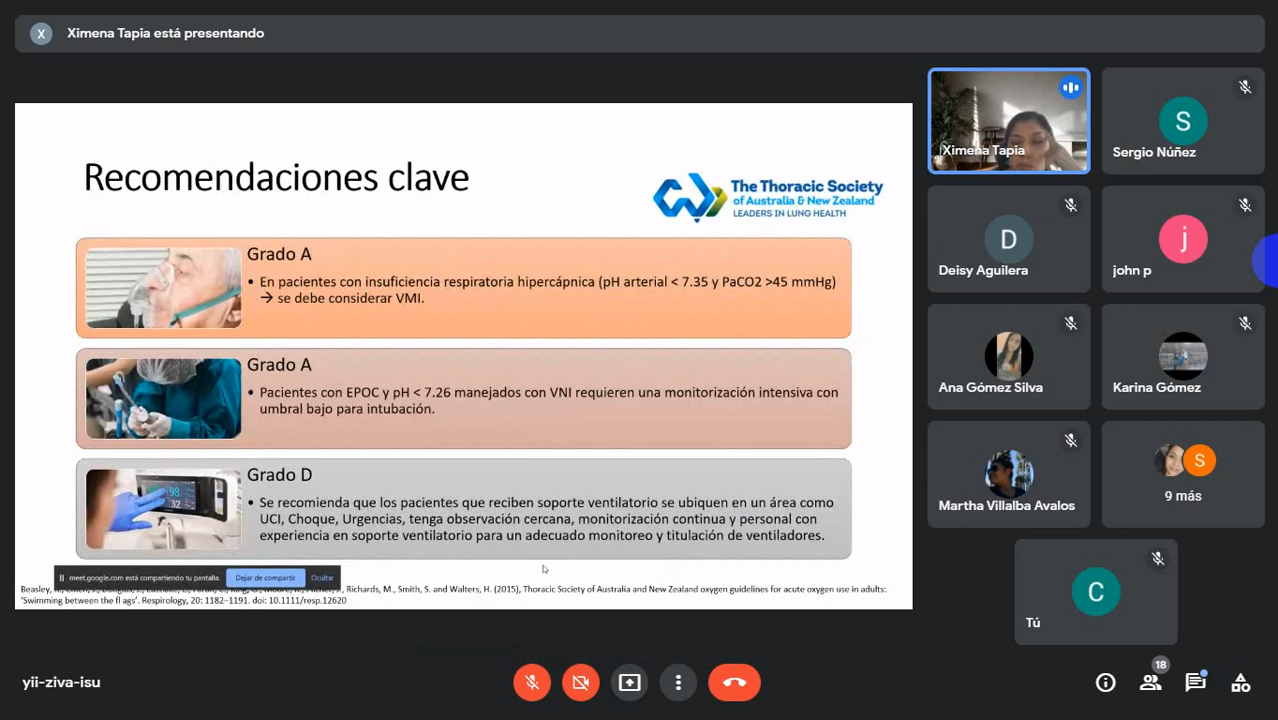 X
Ximena Tapia está presentando
Recomendaciones clave
The Thoracic Society
of Australia & New Zealand
LEADERS IN LUNG HEALTH
Grado A
• En pacientes con insuficiencia respiratoria hipercápnica (pH arterial < 7.35 y PaCO2 >45 mmHg)
→ se debe considerar VMI.
Grado A
• Pacientes con EPOC y pH < 7.26 manejados con VNI requieren una monitorización intensiva con
umbral bajo para intubación.
Grado D
• Se recomienda que los pacientes que reciben soporte ventilatorio se ubiquen en un área como
UCI, Choque, Urgencias, tenga observación cercana, monitorización continua y personal con
experiencia en soporte ventilatorio para un adecuado monitoreo y titulación de ventiladores.
98
32
meet.google.com está compartiendo tu pantalla.
Dejar de compartir
Ocultar
Beasley, Richards, M., Smith, S. and Walters, H. (2015), Thoracic Society of Australia and New Zealand oxygen guidelines for acute oxygen use in adults:
'Swimming between the fl ags'. Respirology, 20: 1182–1191. doi: 10.1111/resp.12620
Ximena Tapia
S
Sergio Núñez
D
Deisy Aguilera
j
john p
Ana Gómez Silva
Karina Gómez
Martha Villalba Avalos
S
9 más
C
Tú
yii-ziva-isu
18